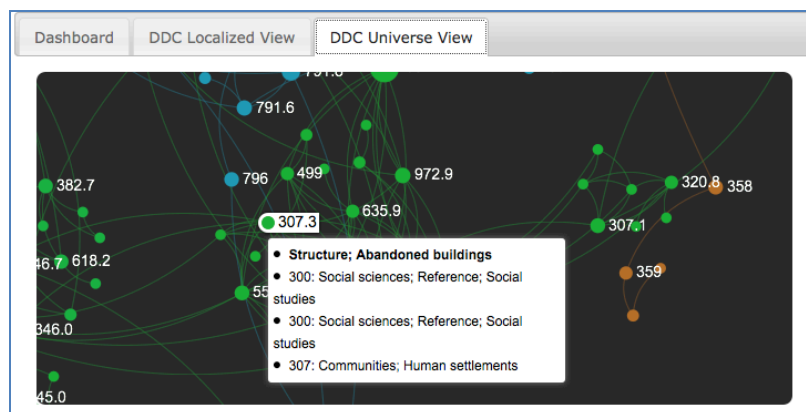 Dashboard
DDC Localized View
DDC Universe View
791.6
796
499
972.9
382.7
635.9
320.8
358
307.3
307.1
618.2
359
346.0
45.0
Structure; Abandoned buildings
300: Social sciences; Reference; Social
studies
300: Social sciences; Reference; Social
studies
307: Communities; Human settlements